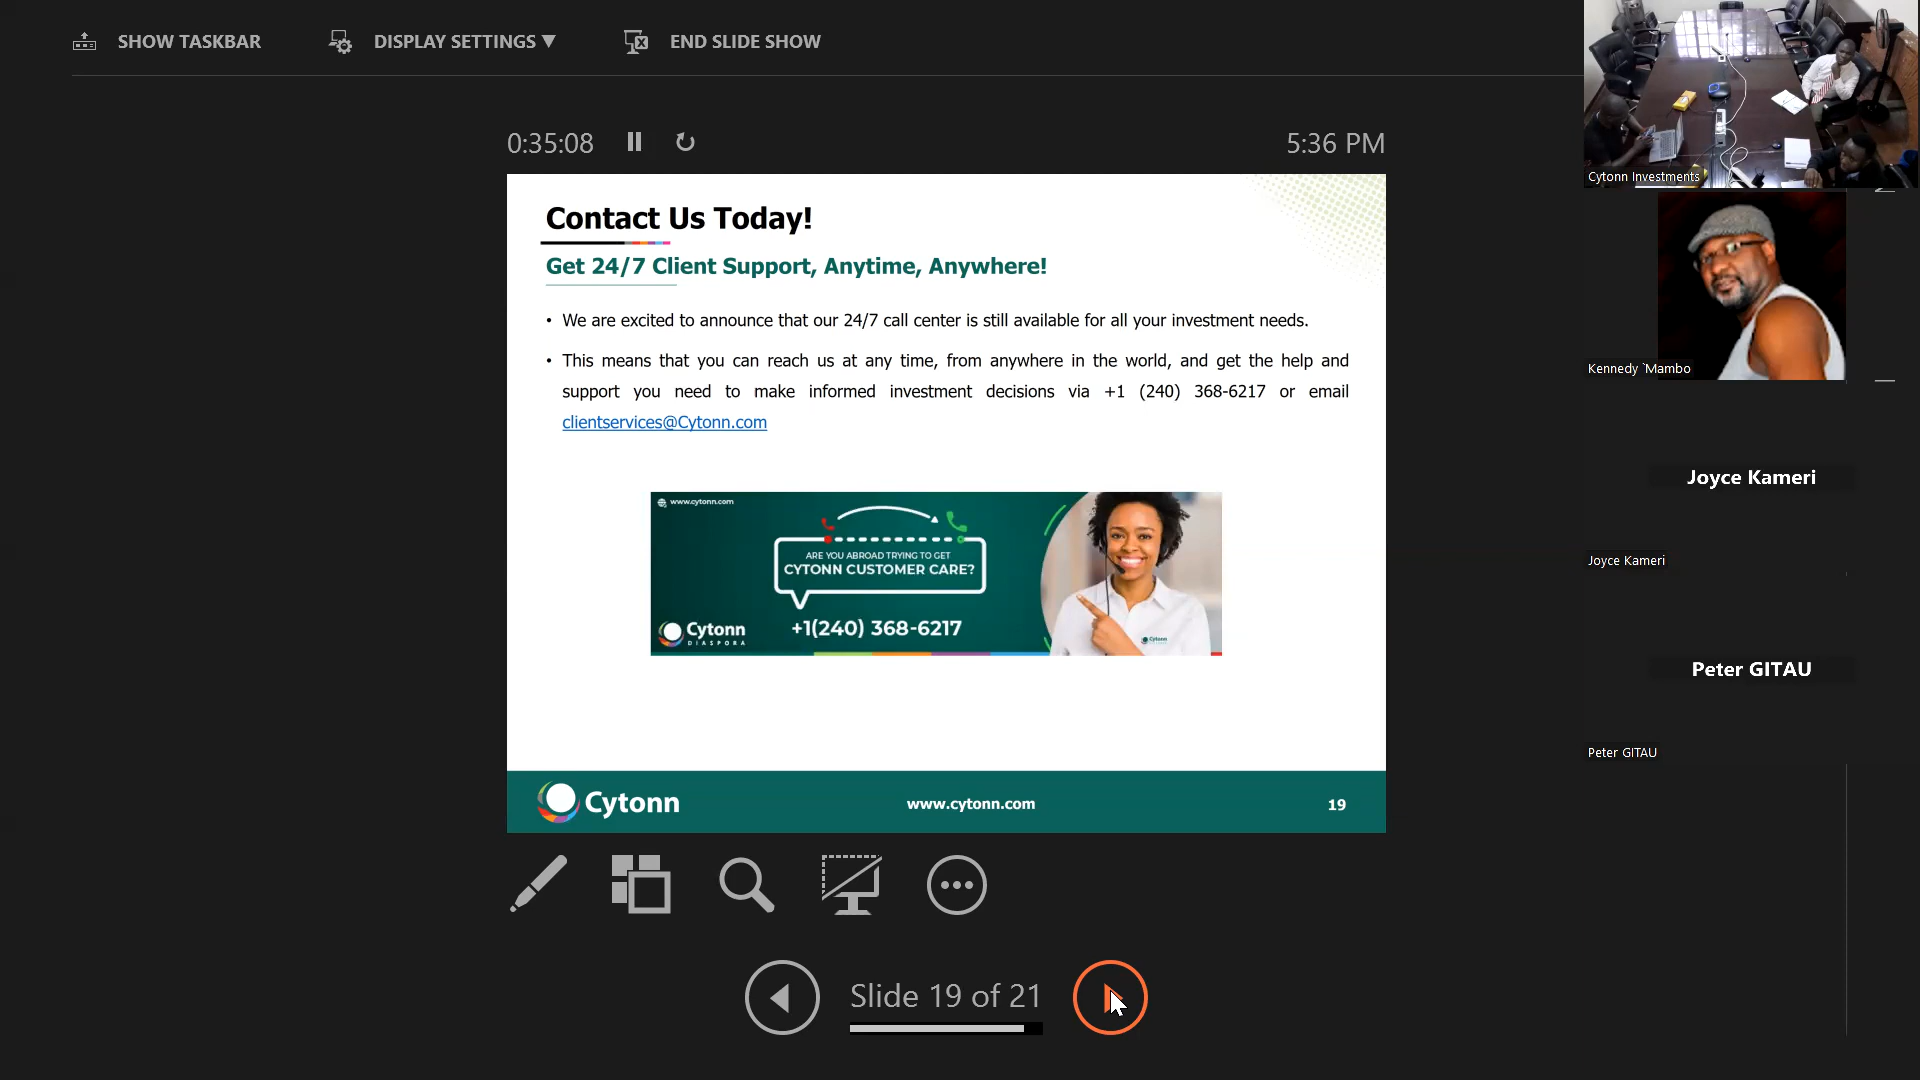 SHOW TASKBAR
DISPLAY SETTINGS ▼
END SLIDE SHOW
0:35:08
5:36 PM
Contact Us Today!
Get 24/7 Client Support, Anytime, Anywhere!
• We are excited to announce that our 24/7 call center is still available for all your investment needs.
• This means that you can reach us at any time, from anywhere in the world, and get the help and
support you need to make informed investment decisions via +1 (240) 368-6217 or email
clientservices@Cytonn.com
www.cytonn.com
ARE YOU ABROAD TRYING TO GET
CYTONN CUSTOMER CARE?
+1(240) 368-6217
Cytonn
DIASPORA
Cytonn
Cytonn
www.cytonn.com
19
Slide 19 of 21
Cytonn Investments
Kennedy `Mambo
Joyce Kameri
Joyce Kameri
Peter GITAU
Peter GITAU